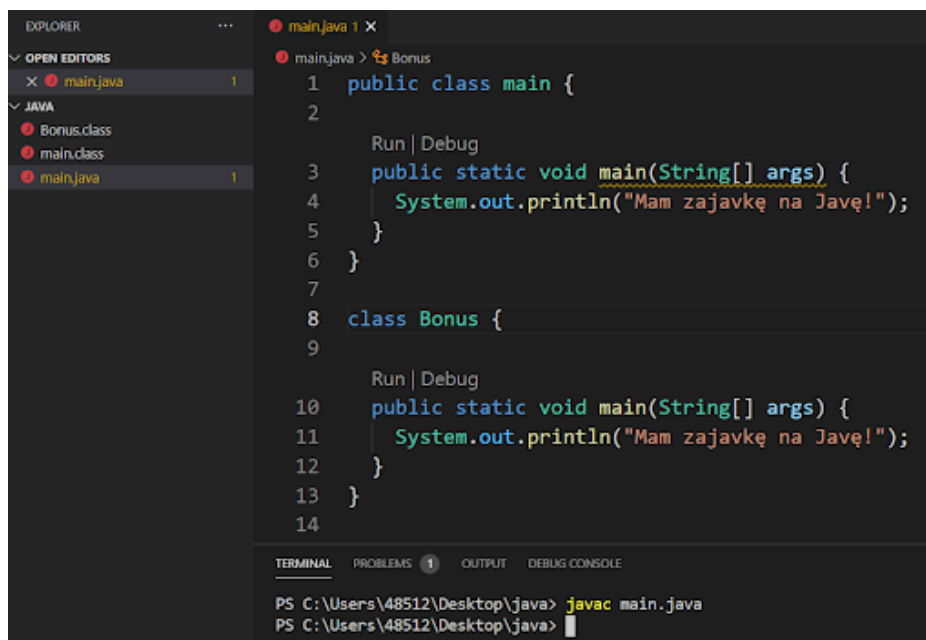 EXPLORER ...
OPEN EDITORS
main.java 1
JAVA
Bonus.class
main.class
main.java 1
main.java 1
main.java > Bonus
1 public class main {
2
Run | Debug
3 public static void main(String[] args) {
4 System.out.println("Mam zajavkę na Javę!");
5 }
6 }
7
8 class Bonus {
9
Run | Debug
10 public static void main(String[] args) {
11 System.out.println("Mam zajavkę na Javę!");
12 }
13 }
14
TERMINAL PROBLEMS 1 OUTPUT DEBUG CONSOLE
PS C:\Users\48512\Desktop\java> javac main.java
PS C:\Users\48512\Desktop\java>